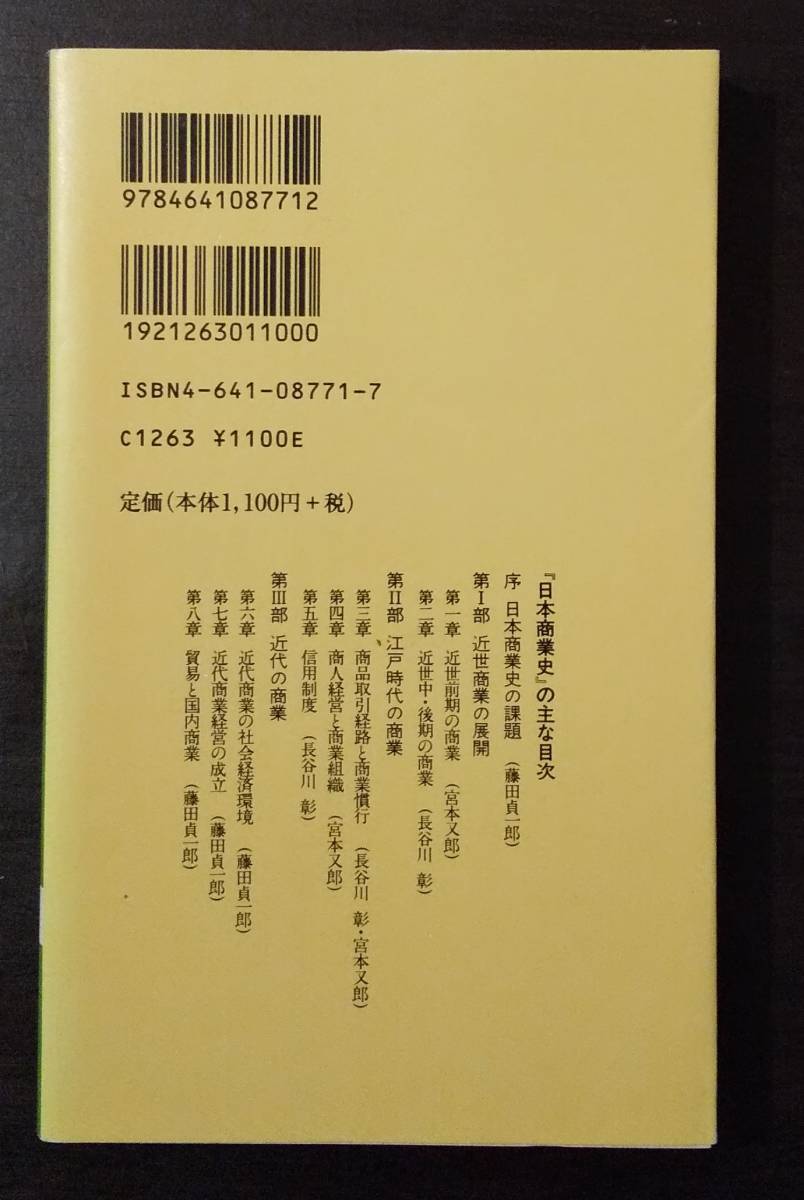 9784641087712
1921263011000
ISBN4-641-08771-7
C1263 ¥1100E
定価(本体1,100円+税)
『日本商業史』の主な目次
序 日本商業史の課題 (藤田貞一郎)
第Ⅰ部 近世商業の展開
第一章 近世前期の商業 (宮本又郎)
第二章 近世中・後期の商業 (長谷川 彰)
第Ⅱ部 江戸時代の商業
第三章 商品取引経路と商業慣行 (長谷川 彰・宮本又郎)
第四章 商人経営と商業組織 (宮本又郎)
第五章 信用制度 (長谷川 彰)
第Ⅲ部 近代の商業
第六章 近代商業の社会経済環境 (藤田貞一郎)
第七章 近代商業経営の成立 (藤田貞一郎)
第八章 貿易と国内商業 (藤田貞一郎)